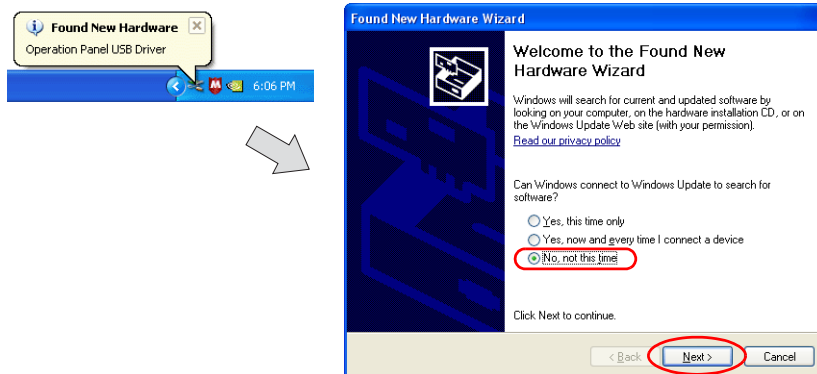 Found New Hardware
Operation Panel USB Driver
6:06 PM
Found New Hardware Wizard
Welcome to the Found New
Hardware Wizard
Windows will search for current and updated software by
looking on your computer, on the hardware installation CD, or on
the Windows Update Web site (with your permission).
Read our privacy policy
Can Windows connect to Windows Update to search for
software?
Yes, this time only
Yes, now and every time I connect a device
No, not this time
Click Next to continue.
< Back
Next >
Cancel